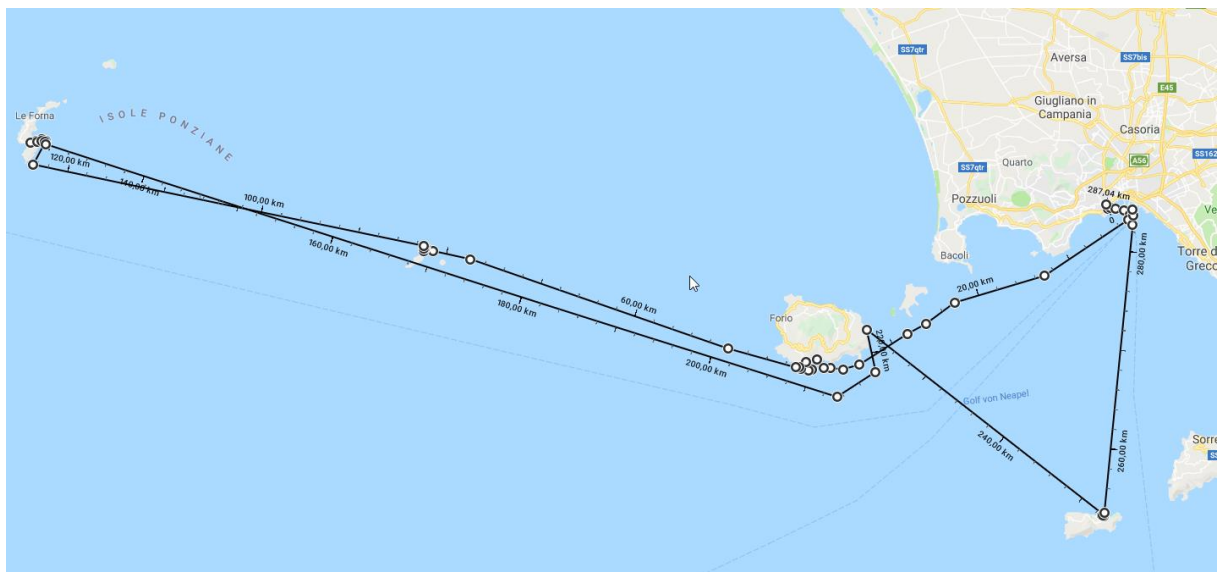 SS7qtr
Aversa
SS7bis
E45
Giugliano in
Campania
Casoria
A56
SS162
SS7qtr
Quarto
Pozzuoli
Le Forna
ISOLE PONZIANE
120,00 km
140,00 km
100,00 km
160,00 km
180,00 km
60,00 km
200,00 km
Forio
Bacoli
20,00 km
287,04 km
0
Ve
Torre d
Grecc
280,00 km
Golf von Neapel
240,00 km
260,00 km
Sorre
SS